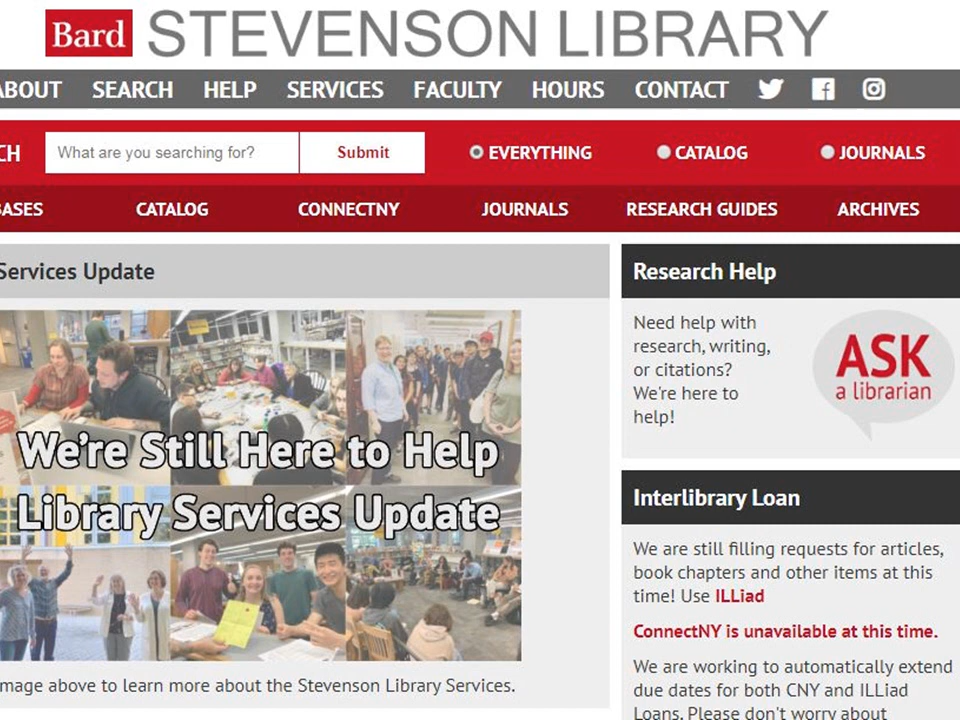 Bard STEVENSON LIBRARY
ABOUT SEARCH HELP SERVICES FACULTY HOURS CONTACT
CH What are you searching for? Submit EVERYTHING CATALOG JOURNALS
BASES CATALOG CONNECTNY JOURNALS RESEARCH GUIDES ARCHIVES
Services Update
We're Still Here to Help
Library Services Update
mage above to learn more about the Stevenson Library Services.
Research Help
Need help with
research, writing,
or citations?
We're here to
help!
ASK
a librarian
Interlibrary Loan
We are still filling requests for articles,
book chapters and other items at this
time! Use ILLiad
ConnectNY is unavailable at this time.
We are working to automatically extend
due dates for both CNY and ILLiad
Loans. Please don't worry about